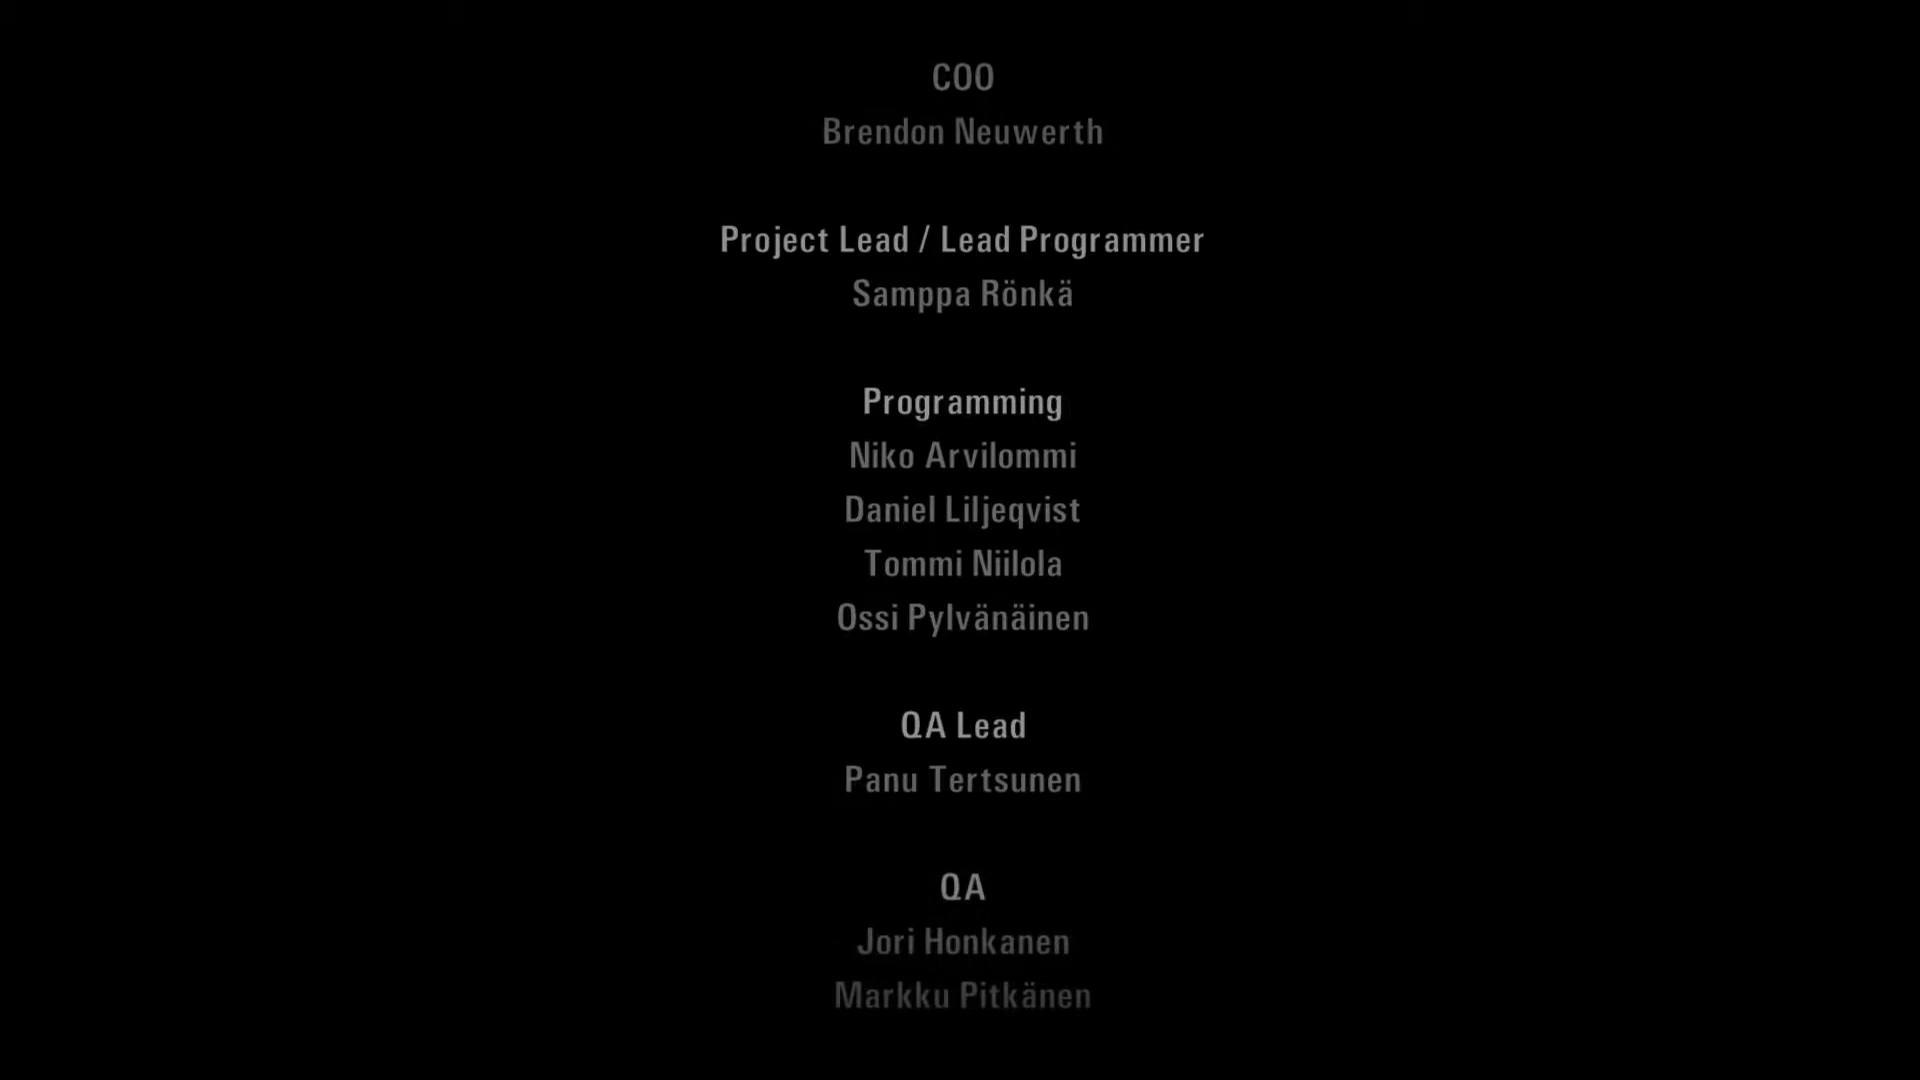 COO
Brendon Neuwerth
Project Lead / Lead Programmer
Samppa Rönkä
Programming
Niko Arvilommi
Daniel Liljeqvist
Tommi Niilola
Ossi Pylvänäinen
QA Lead
Panu Tertsunen
QA
Jori Honkanen
Markku Pitkänen